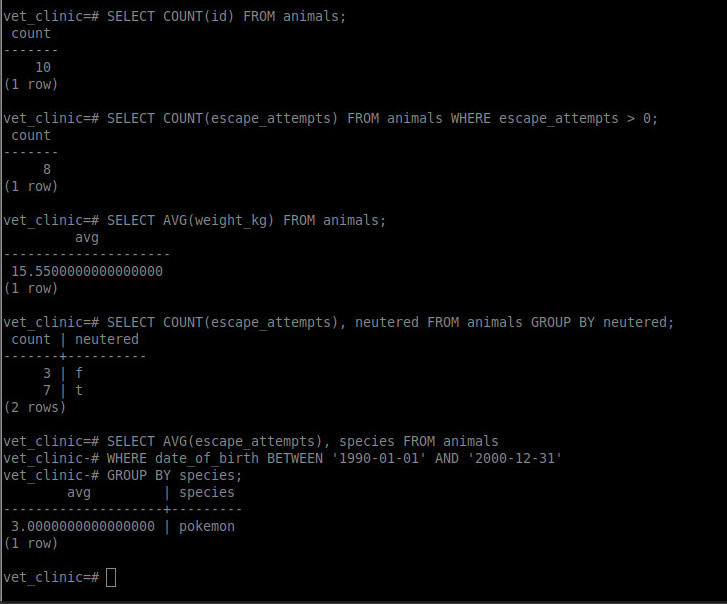 vet_clinic=# SELECT COUNT(id) FROM animals;
 count
-------
    10
(1 row)

vet_clinic=# SELECT COUNT(escape_attempts) FROM animals WHERE escape_attempts > 0;
 count
-------
     8
(1 row)

vet_clinic=# SELECT AVG(weight_kg) FROM animals;
         avg
---------------------
 15.5500000000000000
(1 row)

vet_clinic=# SELECT COUNT(escape_attempts), neutered FROM animals GROUP BY neutered;
 count | neutered
-------+----------
     3 | f
     7 | t
(2 rows)

vet_clinic=# SELECT AVG(escape_attempts), species FROM animals
vet_clinic-# WHERE date_of_birth BETWEEN '1990-01-01' AND '2000-12-31'
vet_clinic-# GROUP BY species;
        avg         | species
--------------------+---------
 3.0000000000000000 | pokemon
(1 row)

vet_clinic=#